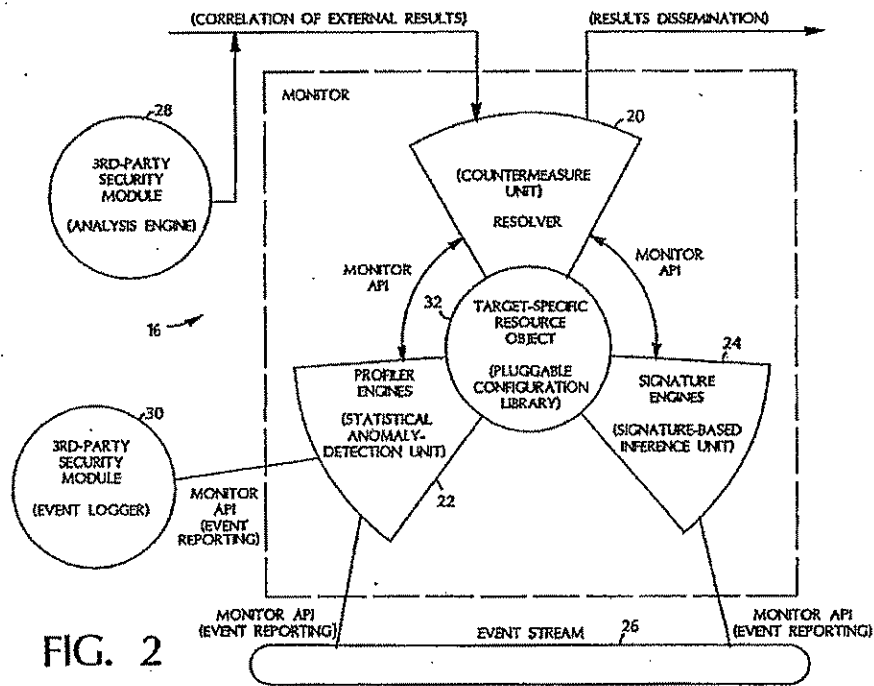 (CORRELATION OF EXTERNAL RESULTS)
(RESULTS DISSEMINATION)
MONITOR
28
3RD-PARTY
SECURITY
MODULE
(ANALYSIS ENGINE)
20
(COUNTERMEASURE
UNIT)
RESOLVER
MONITOR
API
MONITOR
API
16
32
TARGET-SPECIFIC
RESOURCE
OBJECT
(PLUGGABLE
CONFIGURATION
LIBRARY)
24
PROFILER
ENGINES
(STATISTICAL
ANOMALY-
DETECTION UNIT)
22
SIGNATURE
ENGINES
(SIGNATURE-BASED
INFERENCE UNIT)
30
3RD-PARTY
SECURITY
MODULE
(EVENT LOGGER)
MONITOR
API
(EVENT
REPORTING)
MONITOR API
(EVENT REPORTING)
EVENT STREAM
26
MONITOR API
(EVENT REPORTING)
FIG. 2